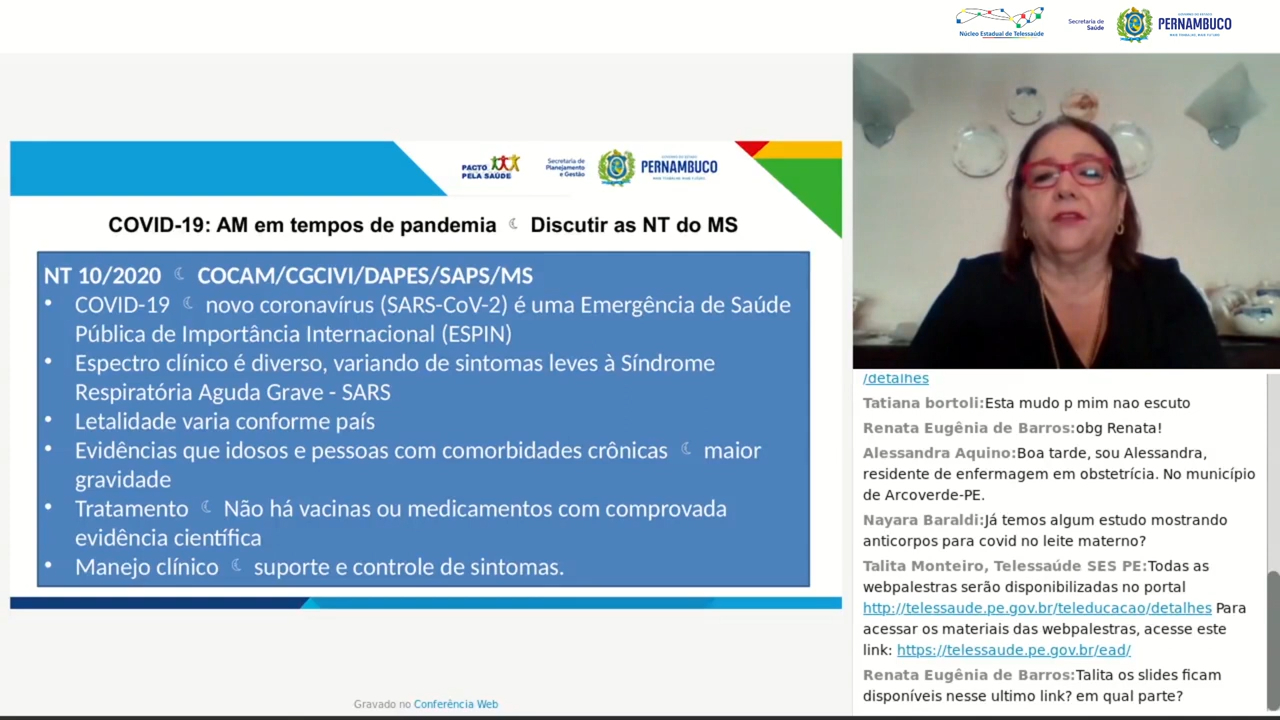 Núcleo Estadual de Telessaúde
Secretaria de
Saúde
PERNAMBUCO
PACTO
PELA SAÚDE
Secretaria de
Planejamento
e Gestão
GOVERNO DO ESTADO
PERNAMBUCO
MAIS TRABALHO, MAIS FUTURO
COVID-19: AM em tempos de pandemia ☾ Discutir as NT do MS
NT 10/2020 ☾ COCAM/CGCIVI/DAPES/SAPS/MS
• COVID-19 ☾ novo coronavírus (SARS-CoV-2) é uma Emergência de Saúde
Pública de Importância Internacional (ESPIN)
• Espectro clínico é diverso, variando de sintomas leves à Síndrome
Respiratória Aguda Grave - SARS
• Letalidade varia conforme país
• Evidências que idosos e pessoas com comorbidades crônicas ☾ maior
gravidade
• Tratamento ☾ Não há vacinas ou medicamentos com comprovada
evidência científica
• Manejo clínico ☾ suporte e controle de sintomas.
Gravado no Conferência Web
/detalhes
Tatiana bortoli:Esta mudo p mim nao escuto
Renata Eugênia de Barros:obg Renata!
Alessandra Aquino:Boa tarde, sou Alessandra,
residente de enfermagem em obstetrícia. No município
de Arcoverde-PE.
Nayara Baraldi:Já temos algum estudo mostrando
anticorpos para covid no leite materno?
Talita Monteiro, Telessaúde SES PE:Todas as
webpalestras serão disponibilizadas no portal
http://telessaude.pe.gov.br/teleducacao/detalhes Para
acessar os materiais das webpalestras, acesse este
link: https://telessaude.pe.gov.br/ead/
Renata Eugênia de Barros:Talita os slides ficam
disponíveis nesse ultimo link? em qual parte?